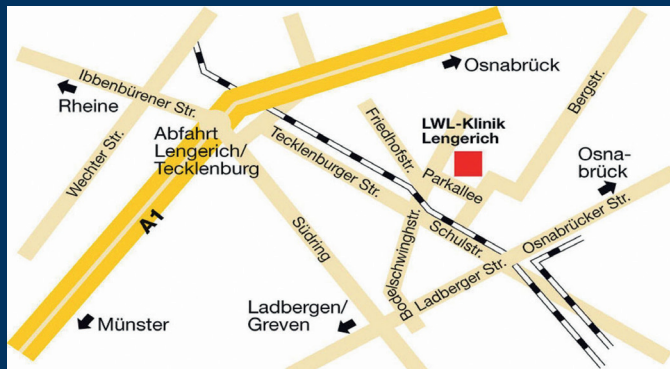 Osnabrück
Ibbenbürener Str.
Rheine
Wechter Str.
Abfahrt
Lengerich/
Tecklenburg
A1
Münster
Tecklenburger Str.
Südring
Friedhofstr.
LWL-Klinik
Lengerich
Parkallee
Bergstr.
Osna-
brück
Osnabrücker Str.
Schulstr.
Bodelschwinghstr.
Ladberger Str.
Ladbergen/
Greven